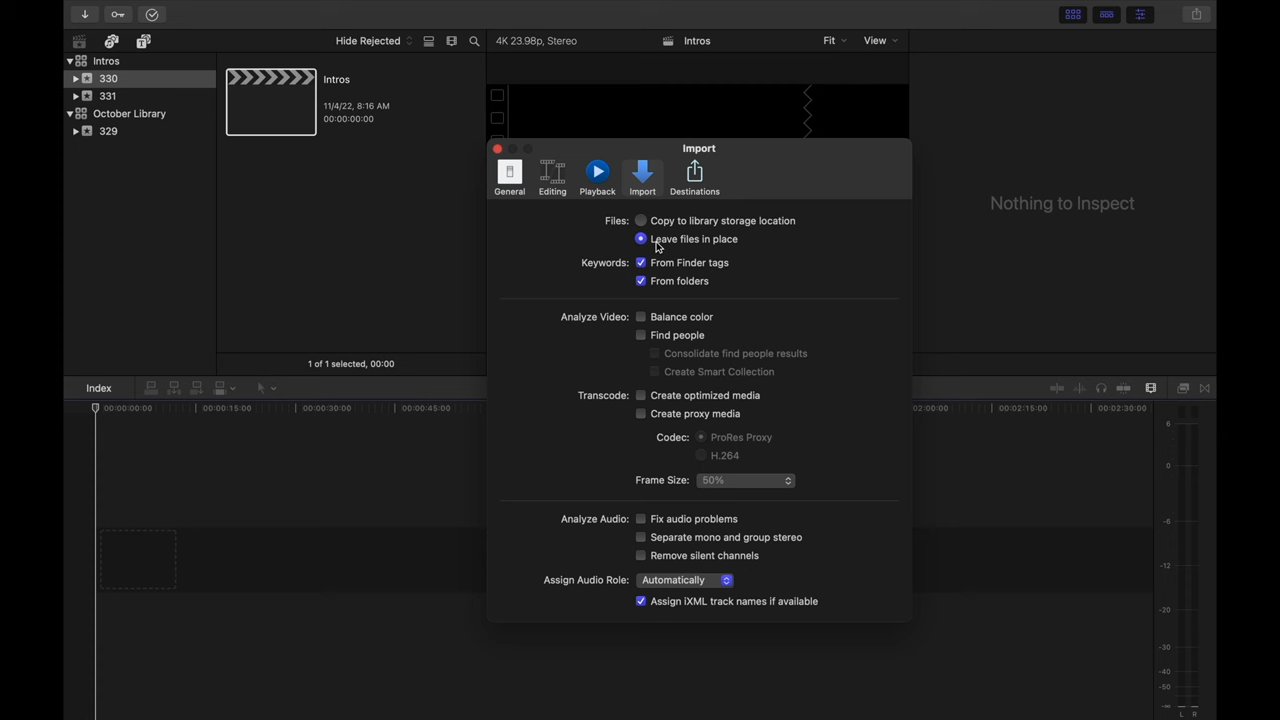 Hide Rejected
4K 23.98p, Stereo
Intros
Fit
View
Intros
330
331
October Library
329
Intros
11/4/22, 8:16 AM
00:00:00:00
1 of 1 selected, 00:00
Nothing to Inspect
Import
General
Editing
Playback
Import
Destinations
Files:
Copy to library storage location
Leave files in place
Keywords:
From Finder tags
From folders
Analyze Video:
Balance color
Find people
Consolidate find people results
Create Smart Collection
Transcode:
Create optimized media
Create proxy media
Codec:
ProRes Proxy
H.264
Frame Size:
50%
Analyze Audio:
Fix audio problems
Separate mono and group stereo
Remove silent channels
Assign Audio Role:
Automatically
Assign iXML track names if available
Index
00:00:00:00
00:00:15:00
00:00:30:00
00:00:45:00
00:02:00:00
00:02:15:00
00:02:30:00
6
0
-6
-12
-20
-30
-40
-50
-∞
L R